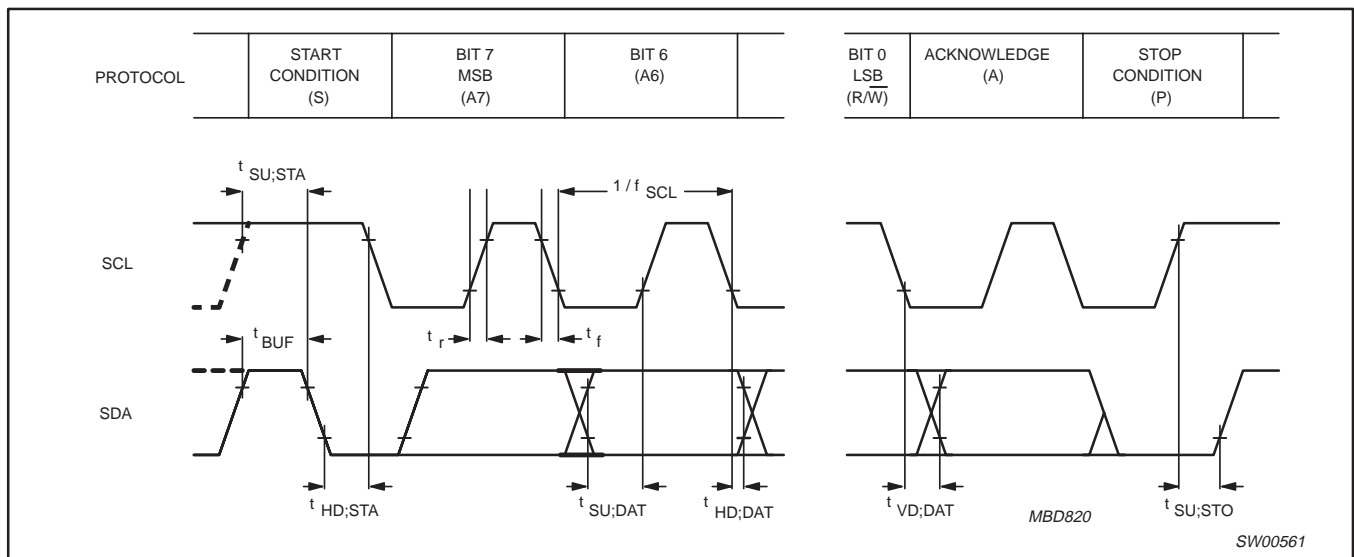 PROTOCOL
START
CONDITION
(S)
BIT 7
MSB
(A7)
BIT 6
(A6)
BIT 0
LSB
(R/W̅)
ACKNOWLEDGE
(A)
STOP
CONDITION
(P)
t SU;STA
1 / f SCL
SCL
t BUF
t r
t f
SDA
t HD;STA
t SU;DAT
t HD;DAT
t VD;DAT
t SU;STO
MBD820
SW00561